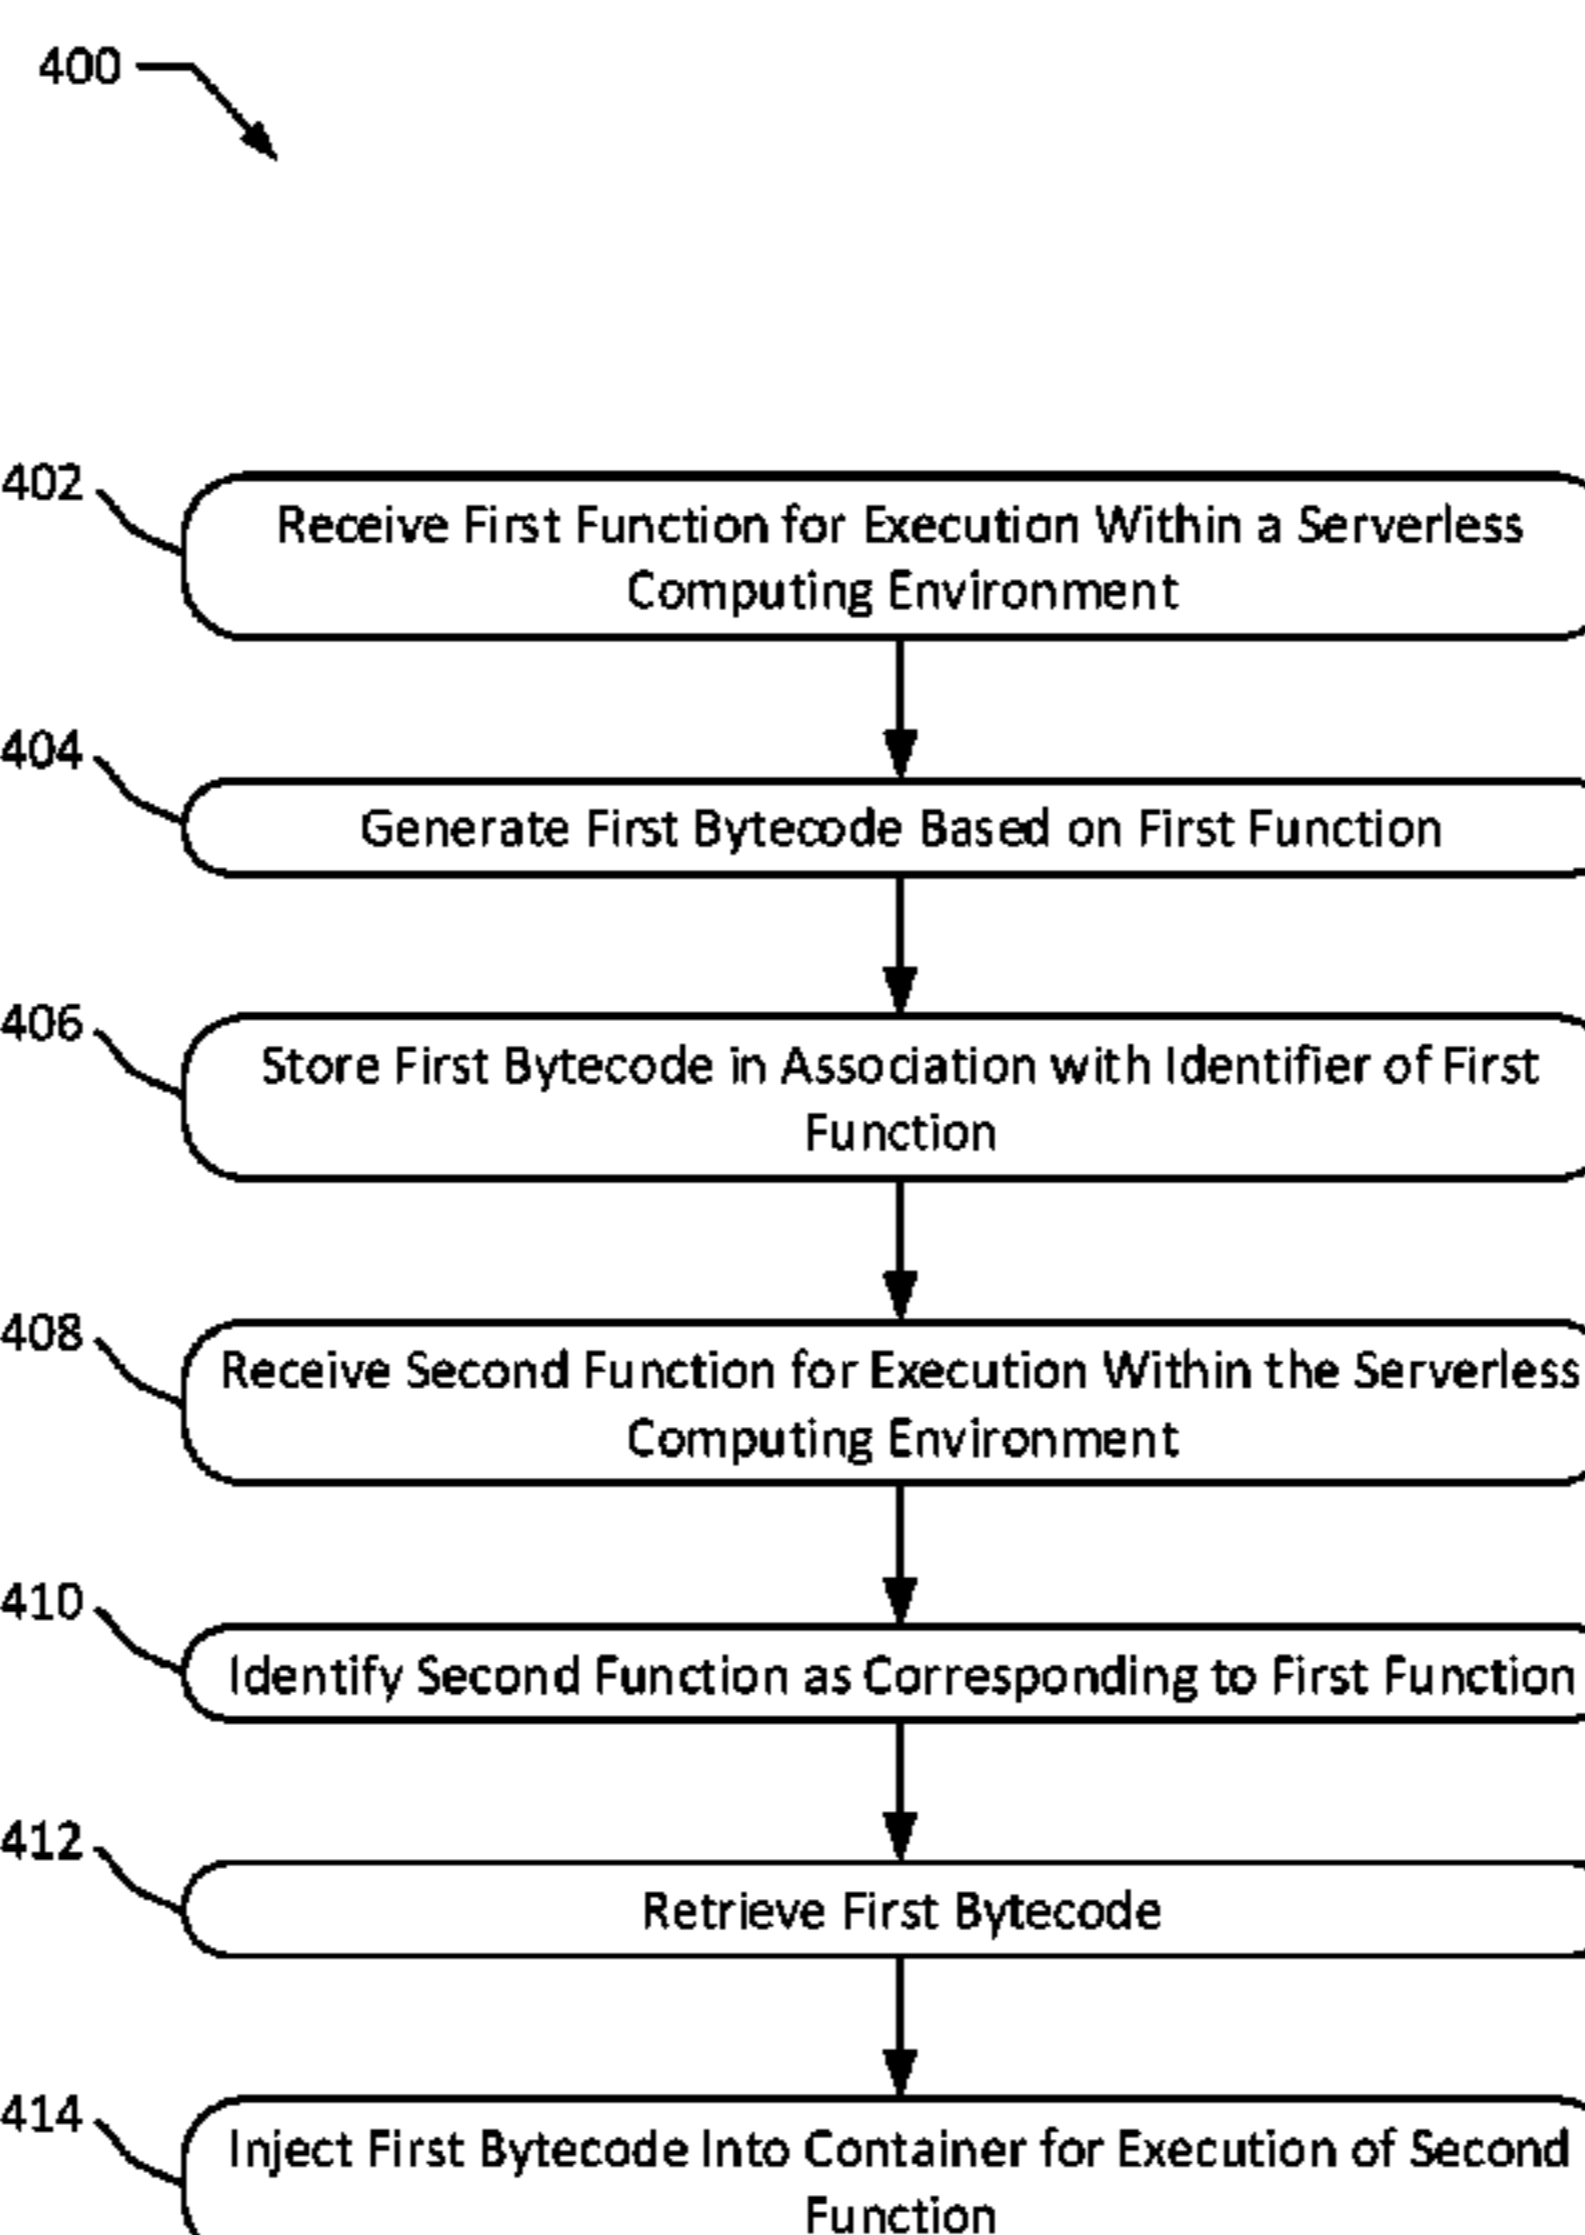 400
402
Receive First Function for Execution Within a Serverless
Computing Environment
404
Generate First Bytecode Based on First Function
406
Store First Bytecode in Association with Identifier of First
Function
408
Receive Second Function for Execution Within the Serverless
Computing Environment
410
Identify Second Function as Corresponding to First Function
412
Retrieve First Bytecode
414
Inject First Bytecode Into Container for Execution of Second
Function